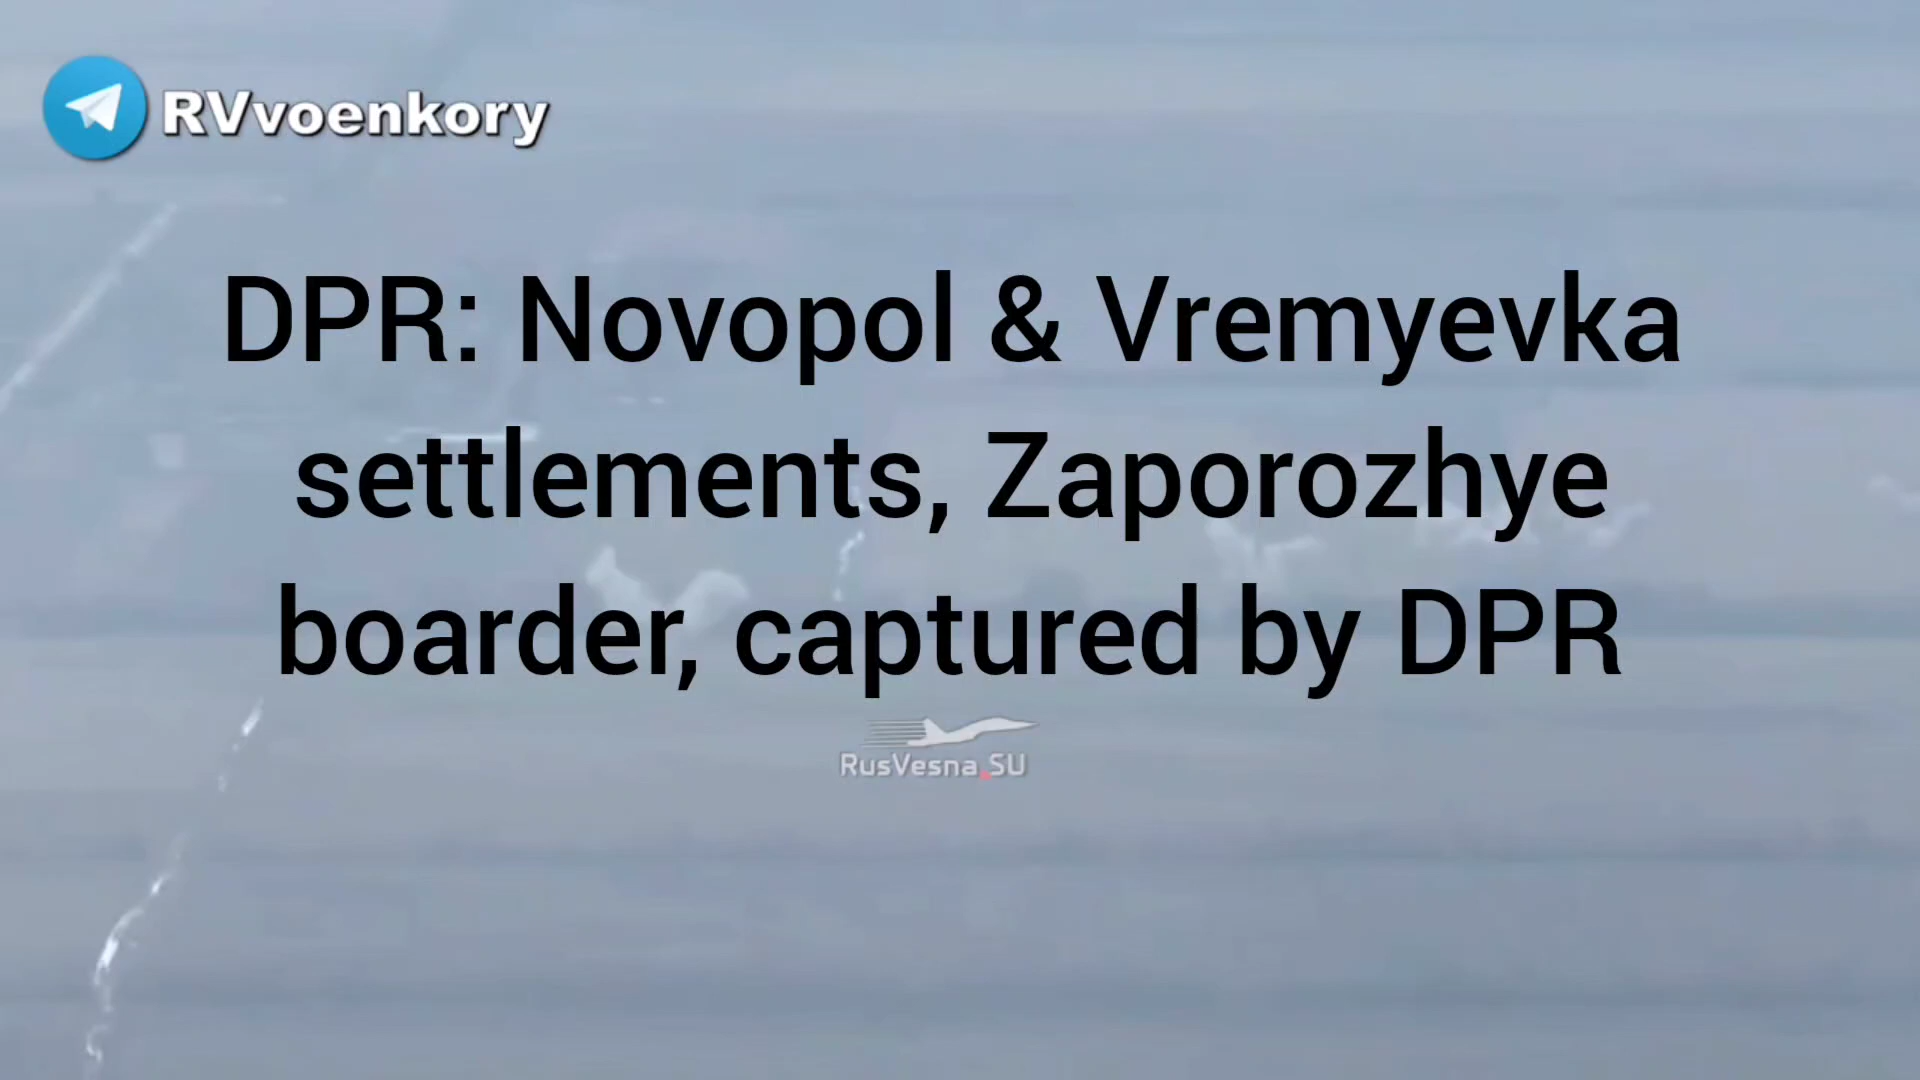 RVvoenkory
DPR: Novopol & Vremyevka
settlements, Zaporozhye
boarder, captured by DPR
RusVesna.SU